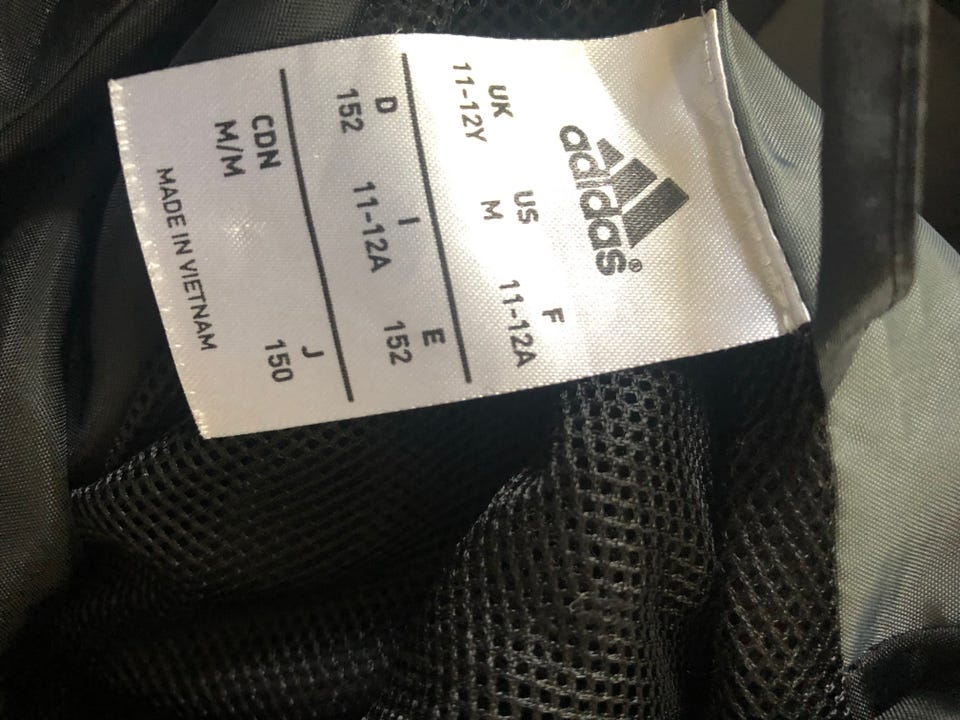 adidas®
UK US F
11-12Y M 11-12A
D I E
152 11-12A 152
CDN J
M/M 150
MADE IN VIETNAM